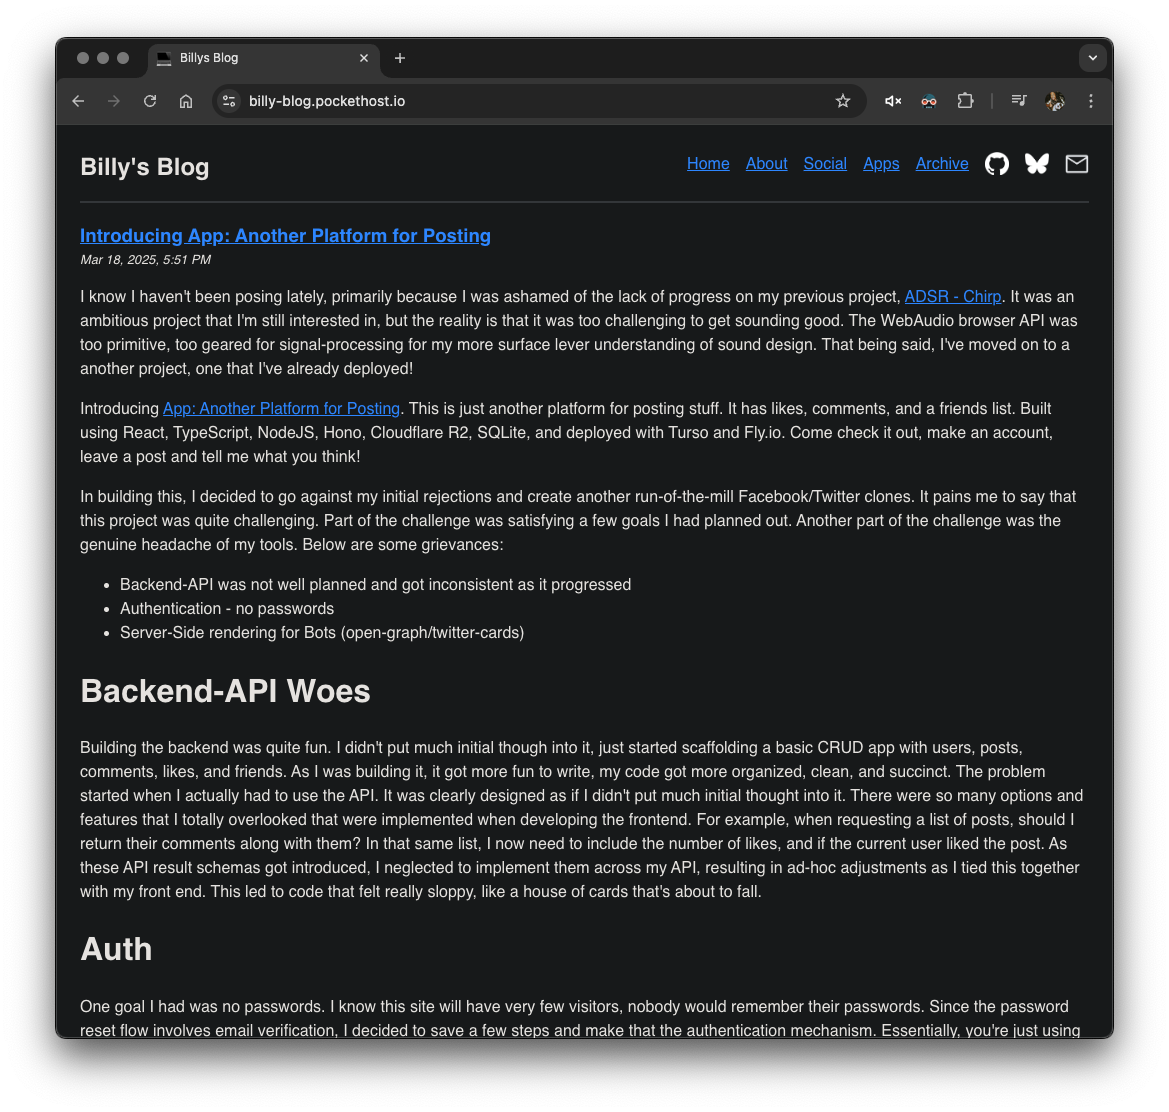 Billys Blog
billy-blog.pockethost.io
Billy's Blog
Home About Social Apps Archive
Introducing App: Another Platform for Posting
Mar 18, 2025, 5:51 PM
I know I haven't been posing lately, primarily because I was ashamed of the lack of progress on my previous project, ADSR - Chirp. It was an
ambitious project that I'm still interested in, but the reality is that it was too challenging to get sounding good. The WebAudio browser API was
too primitive, too geared for signal-processing for my more surface lever understanding of sound design. That being said, I've moved on to a
another project, one that I've already deployed!
Introducing App: Another Platform for Posting. This is just another platform for posting stuff. It has likes, comments, and a friends list. Built
using React, TypeScript, NodeJS, Hono, Cloudflare R2, SQLite, and deployed with Turso and Fly.io. Come check it out, make an account,
leave a post and tell me what you think!
In building this, I decided to go against my initial rejections and create another run-of-the-mill Facebook/Twitter clones. It pains me to say that
this project was quite challenging. Part of the challenge was satisfying a few goals I had planned out. Another part of the challenge was the
genuine headache of my tools. Below are some grievances:
• Backend-API was not well planned and got inconsistent as it progressed
• Authentication - no passwords
• Server-Side rendering for Bots (open-graph/twitter-cards)
Backend-API Woes
Building the backend was quite fun. I didn't put much initial though into it, just started scaffolding a basic CRUD app with users, posts,
comments, likes, and friends. As I was building it, it got more fun to write, my code got more organized, clean, and succinct. The problem
started when I actually had to use the API. It was clearly designed as if I didn't put much initial thought into it. There were so many options and
features that I totally overlooked that were implemented when developing the frontend. For example, when requesting a list of posts, should I
return their comments along with them? In that same list, I now need to include the number of likes, and if the current user liked the post. As
these API result schemas got introduced, I neglected to implement them across my API, resulting in ad-hoc adjustments as I tied this together
with my front end. This led to code that felt really sloppy, like a house of cards that's about to fall.
Auth
One goal I had was no passwords. I know this site will have very few visitors, nobody would remember their passwords. Since the password
reset flow involves email verification, I decided to save a few steps and make that the authentication mechanism. Essentially, you're just using